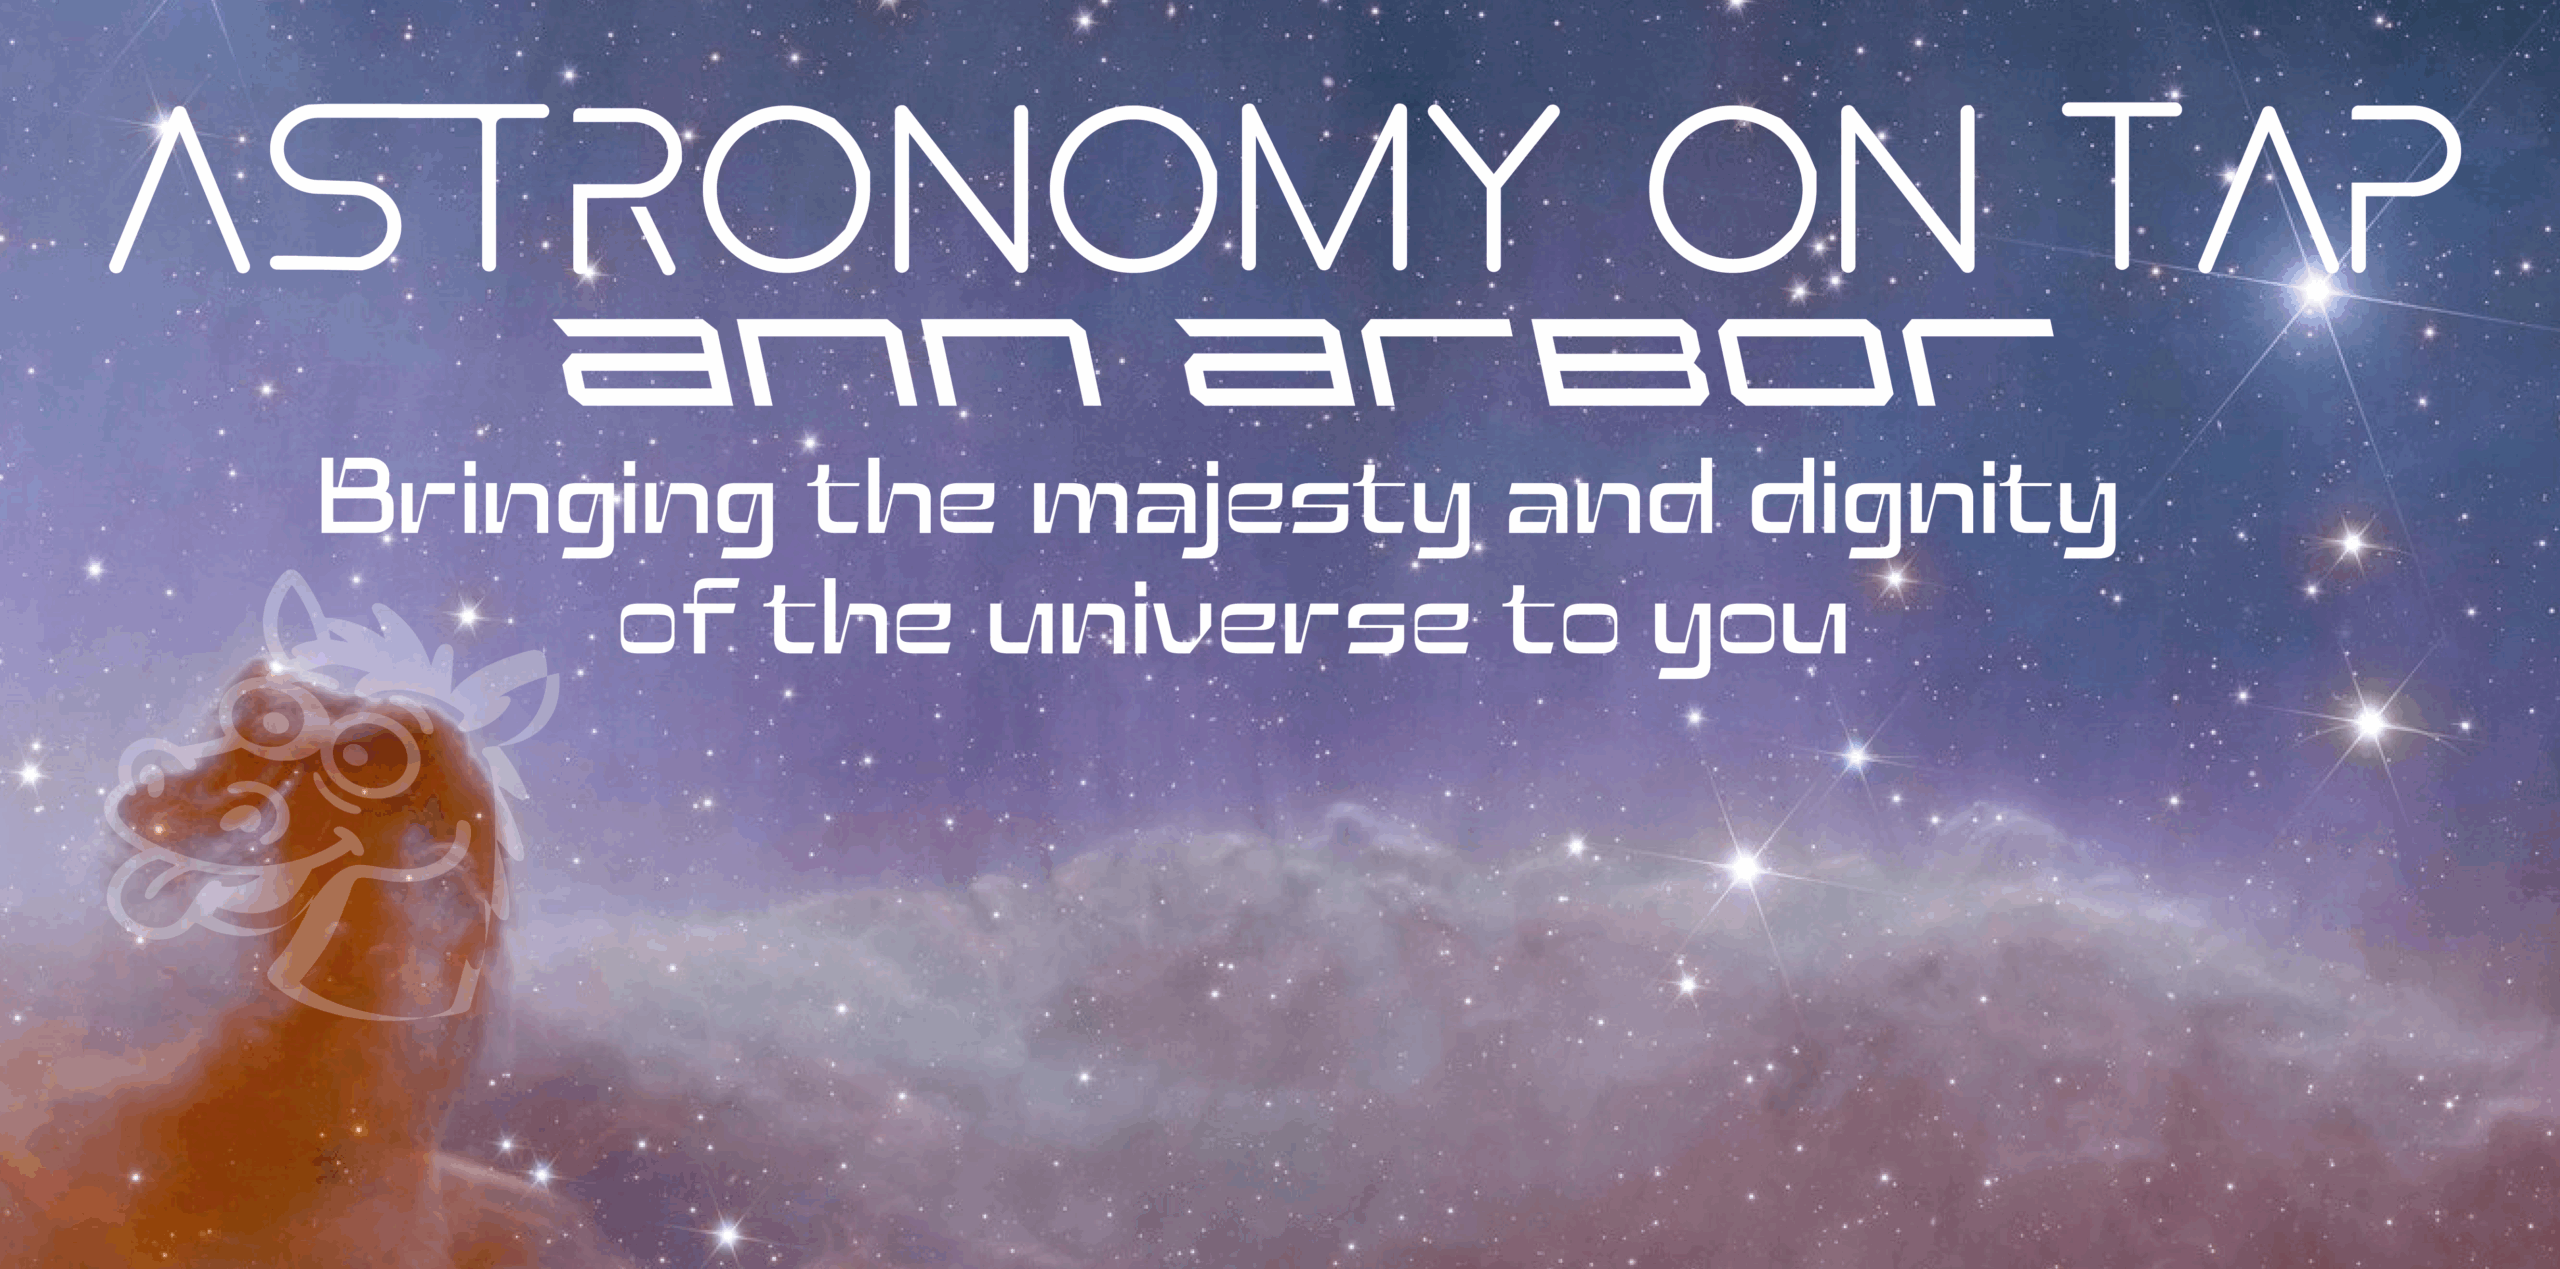 ASTRONOMY ON TAP
ann arbor
Bringing the majesty and dignity
of the universe to you